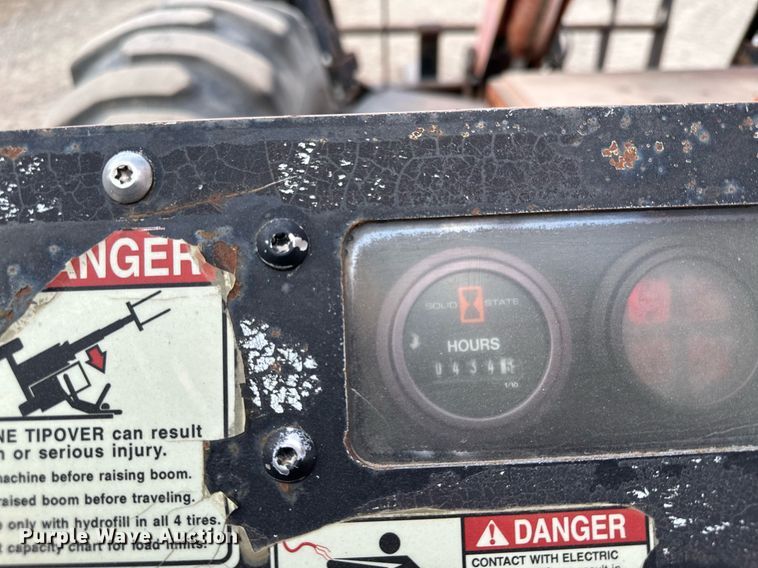 ANGER
NE TIPOVER can result
h or serious injury.
machine before raising boom.
raised boom before traveling.
only with hydrofill in all 4 tires.
capacity chart for load limits.
SOLID STATE
HOURS
0434
1/10
DANGER
CONTACT WITH ELECTRIC
Purple Wave Auction